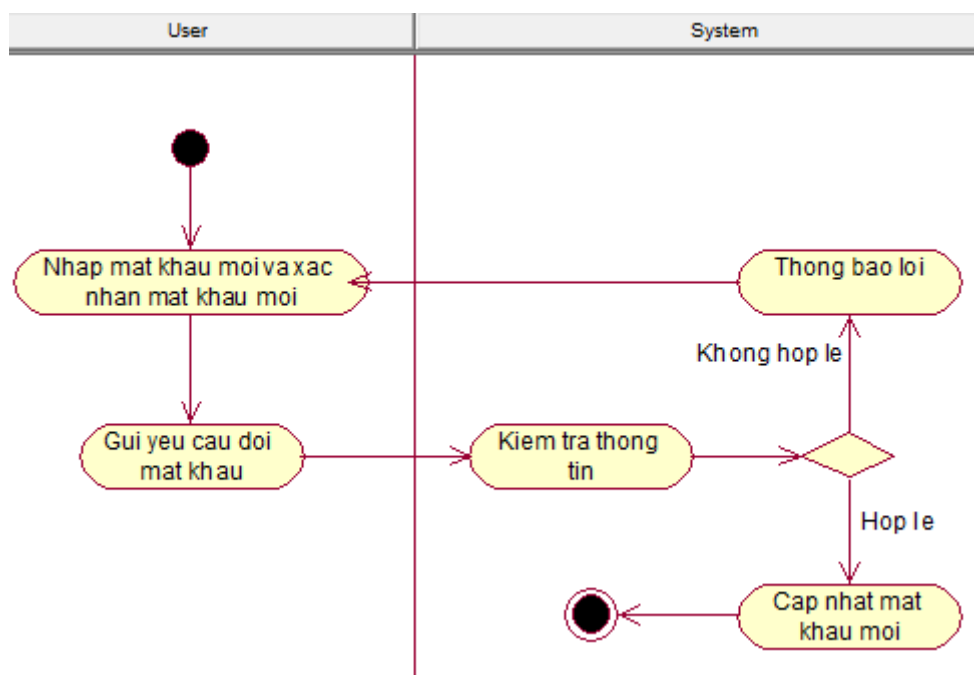 User
System
Nhap mat khau moi va xac
nhan mat khau moi
Thong bao loi
Khong hop le
Gui yeu cau doi
mat khau
Kiem tra thong
tin
Hop le
Cap nhat mat
khau moi